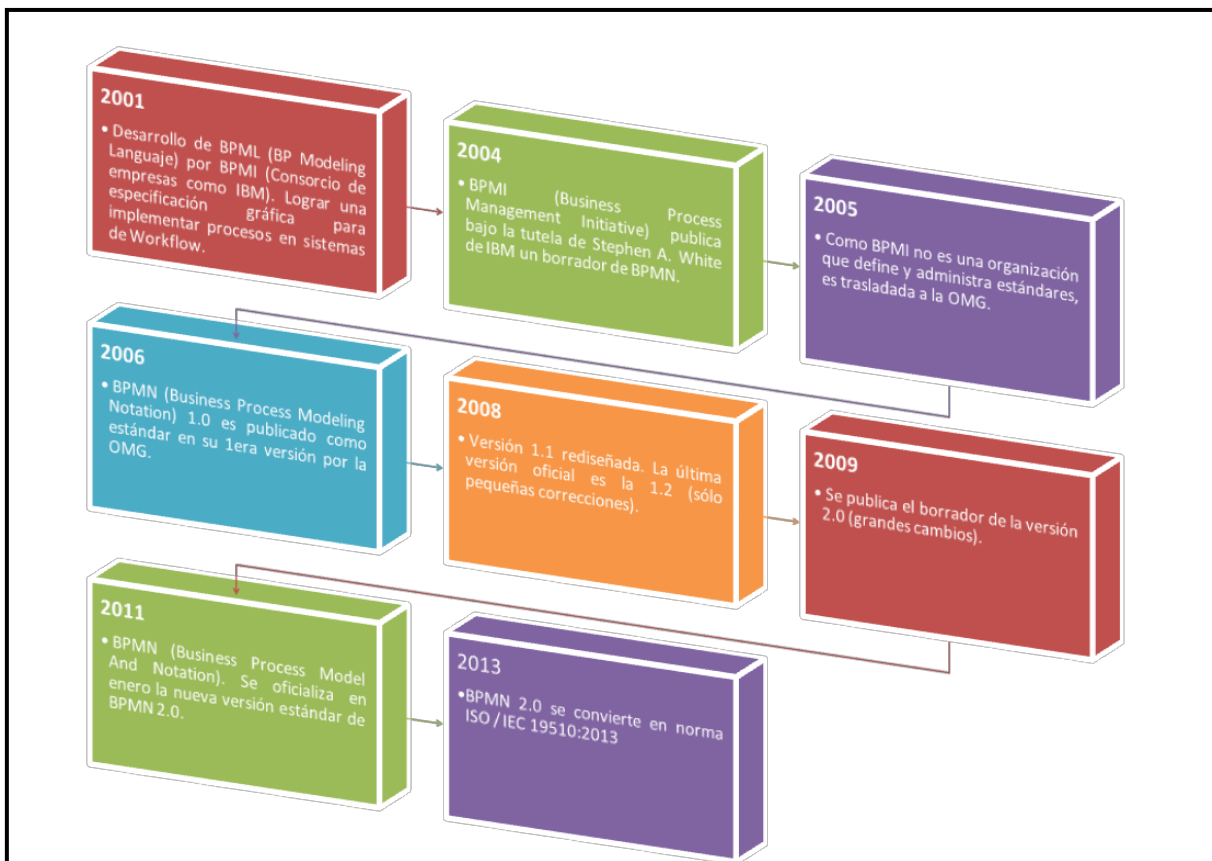 2001
• Desarrollo de BPML (BP Modeling
Languaje) por BPMI (Consorcio de
empresas como IBM). Lograr una
especificación gráfica para
implementar procesos en sistemas
de Workflow.
2004
• BPMI (Business Process
Management Initiative) publica
bajo la tutela de Stephen A. White
de IBM un borrador de BPMN.
2005
• Como BPMI no es una organización
que define y administra estándares,
es trasladada a la OMG.
2006
• BPMN (Business Process Modeling
Notation) 1.0 es publicado como
estándar en su 1era versión por la
OMG.
2008
• Versión 1.1 rediseñada. La última
versión oficial es la 1.2 (sólo
pequeñas correcciones).
2009
• Se publica el borrador de la versión
2.0 (grandes cambios).
2011
• BPMN (Business Process Model
And Notation). Se oficializa en
enero la nueva versión estándar de
BPMN 2.0.
2013
•BPMN 2.0 se convierte en norma
ISO / IEC 19510:2013